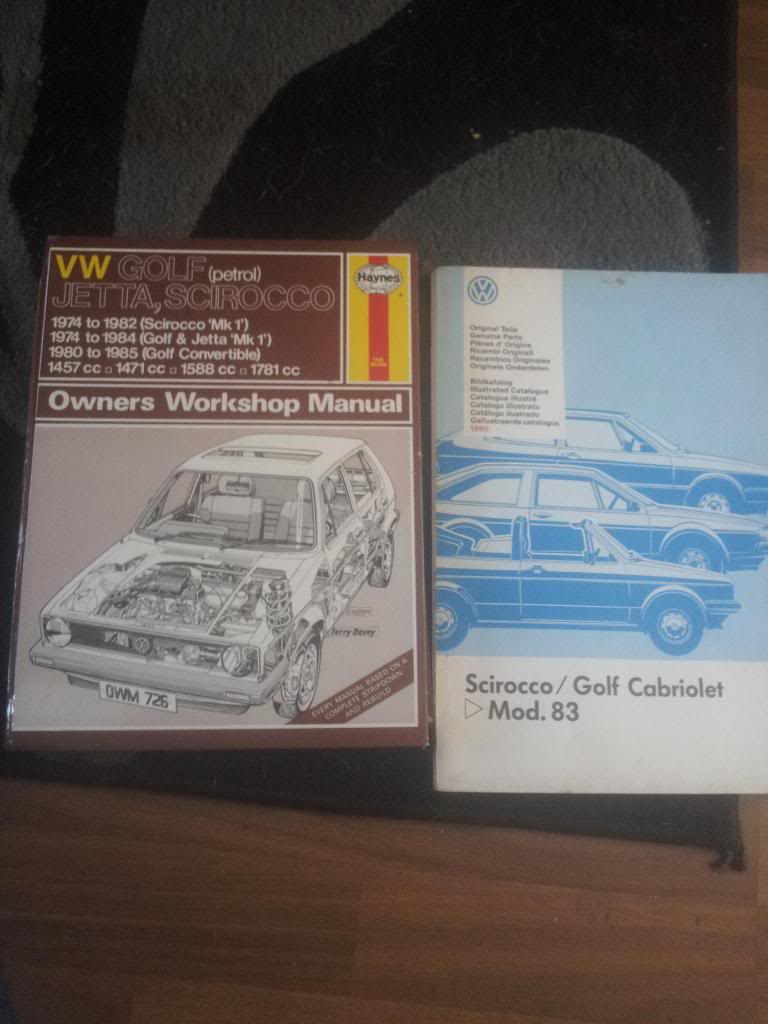 VW GOLF (petrol)
JETTA, SCIROCCO
1974 to 1982 (Scirocco 'Mk 1')
1974 to 1984 (Golf & Jetta 'Mk 1')
1980 to 1985 (Golf Convertible)
1457 cc □ 1471 cc □ 1588 cc □ 1781 cc
Haynes
Owners Workshop Manual
Terry Davey
OWM 726
EVERY MANUAL BASED ON A
COMPLETE STRIPDOWN
AND REBUILD
VW
Original Teile
Genuine Parts
Pièces d'Origine
Ricambi Originali
Recambios Originales
Originele Onderdelen
Bildkatalog
Illustrated Catalogue
Catalogue illustré
Catalogo illustrato
Catálogo ilustrado
Geïllustreerde catalogus
1990
Scirocco/Golf Cabriolet
▷ Mod. 83